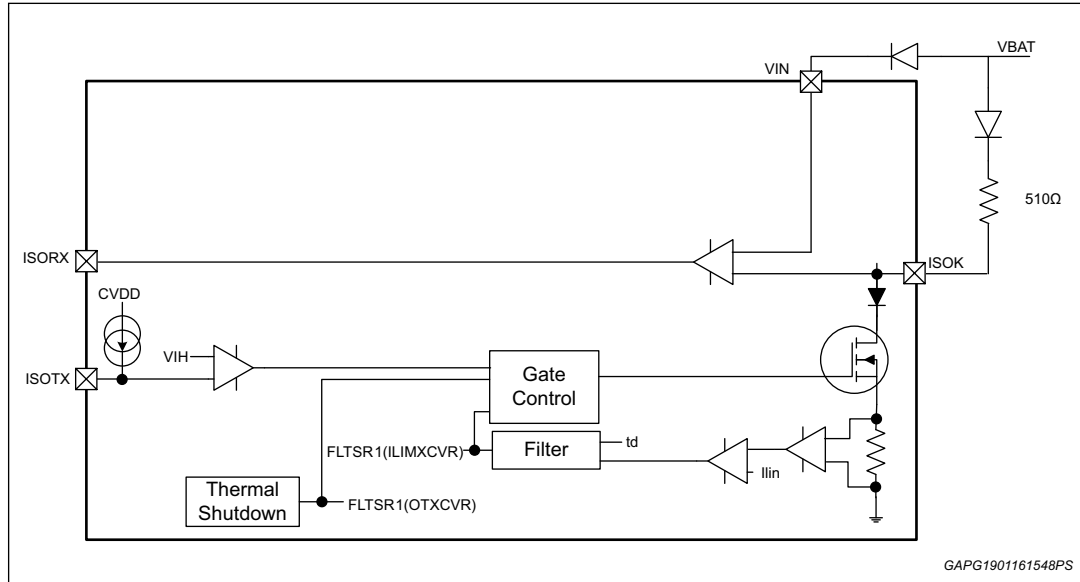 VBAT
VIN
510Ω
ISORX
ISOK
CVDD
VIH
ISOTX
Gate
Control
FLTSR1(ILIMXCVR)
Filter
td
Ilin
Thermal
Shutdown
FLTSR1(OTXCVR)
GAPG1901161548PS